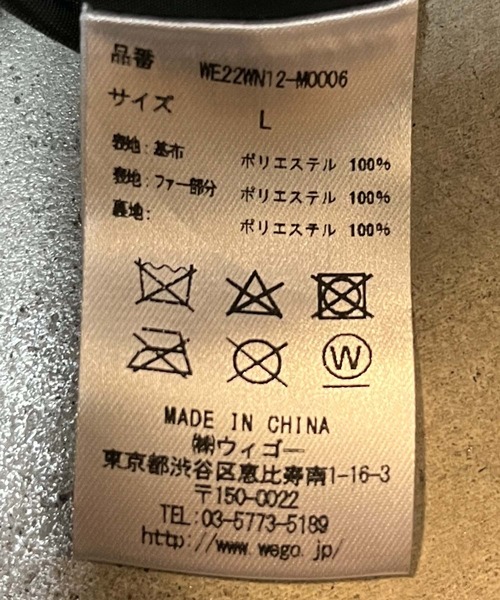 品番 WE22WN12-M0006
サイズ L
表地:基布 ポリエステル 100%
表地:ファー部分 ポリエステル 100%
裏地: ポリエステル 100%
W
MADE IN CHINA
㈱ウィゴー
東京都渋谷区恵比寿南1-16-3
〒150-0022
TEL:03-5773-5189
http://www.wego.jp/